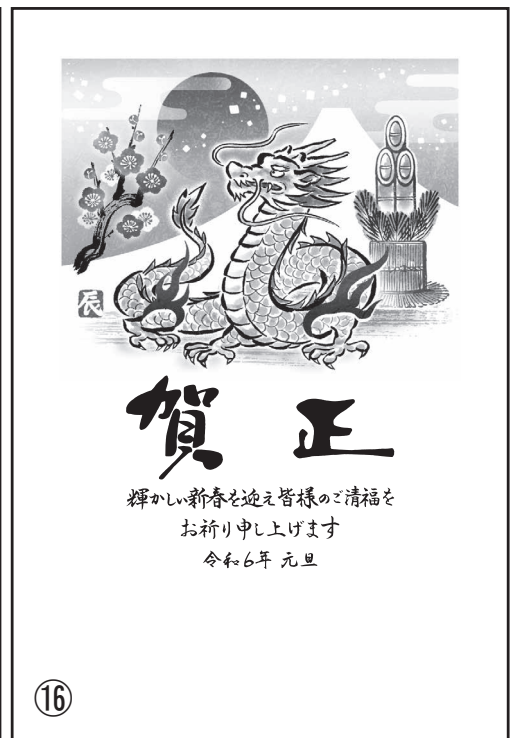 辰
賀正
輝かしい新春を迎え皆様のご清福を
お祈り申し上げます
令和6年 元旦
⑯